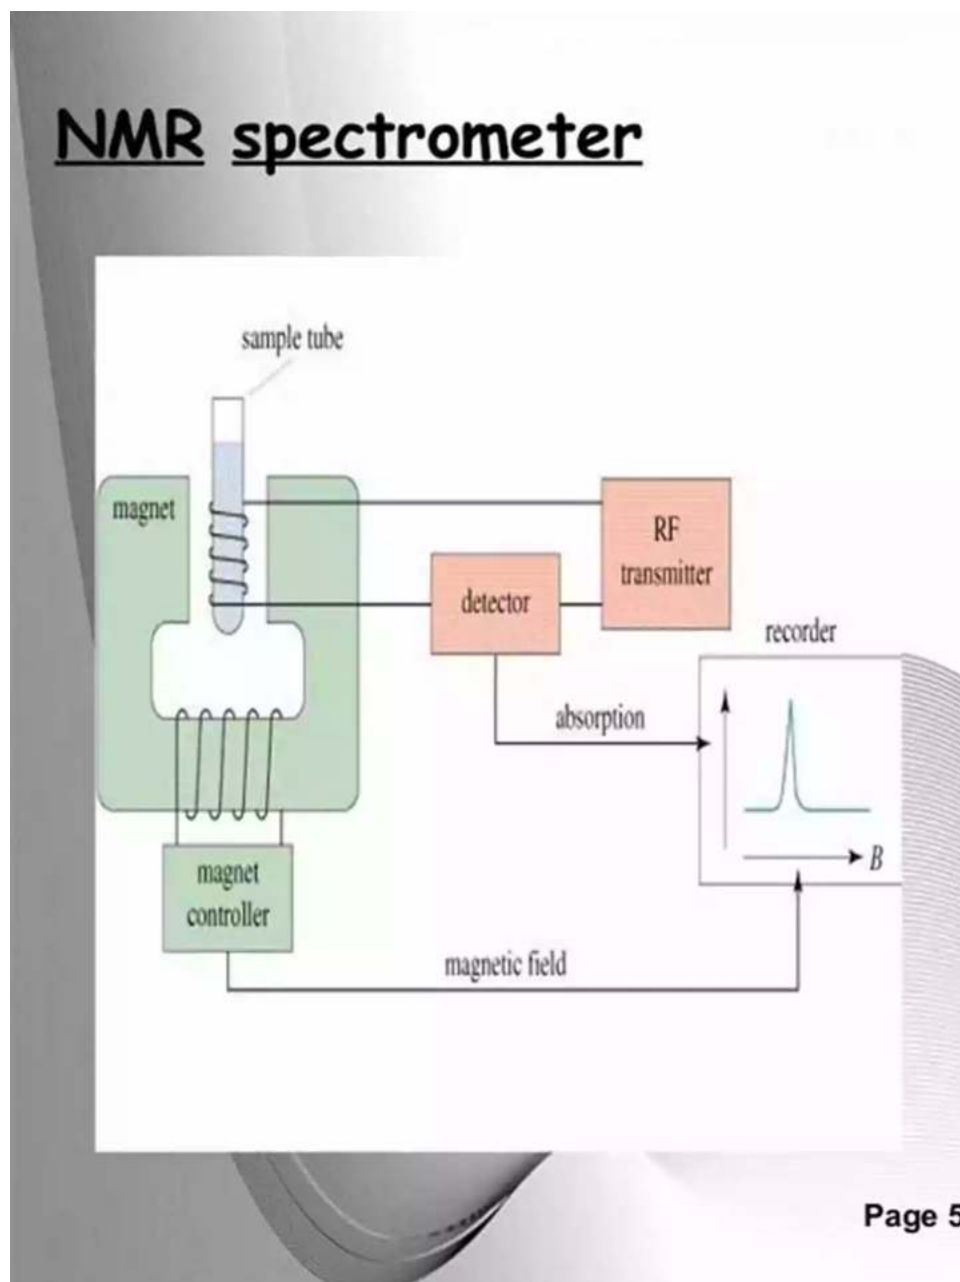 NMR spectrometer
sample tube
magnet
RF
transmitter
detector
recorder
absorption
B
magnet
controller
magnetic field
Page 5